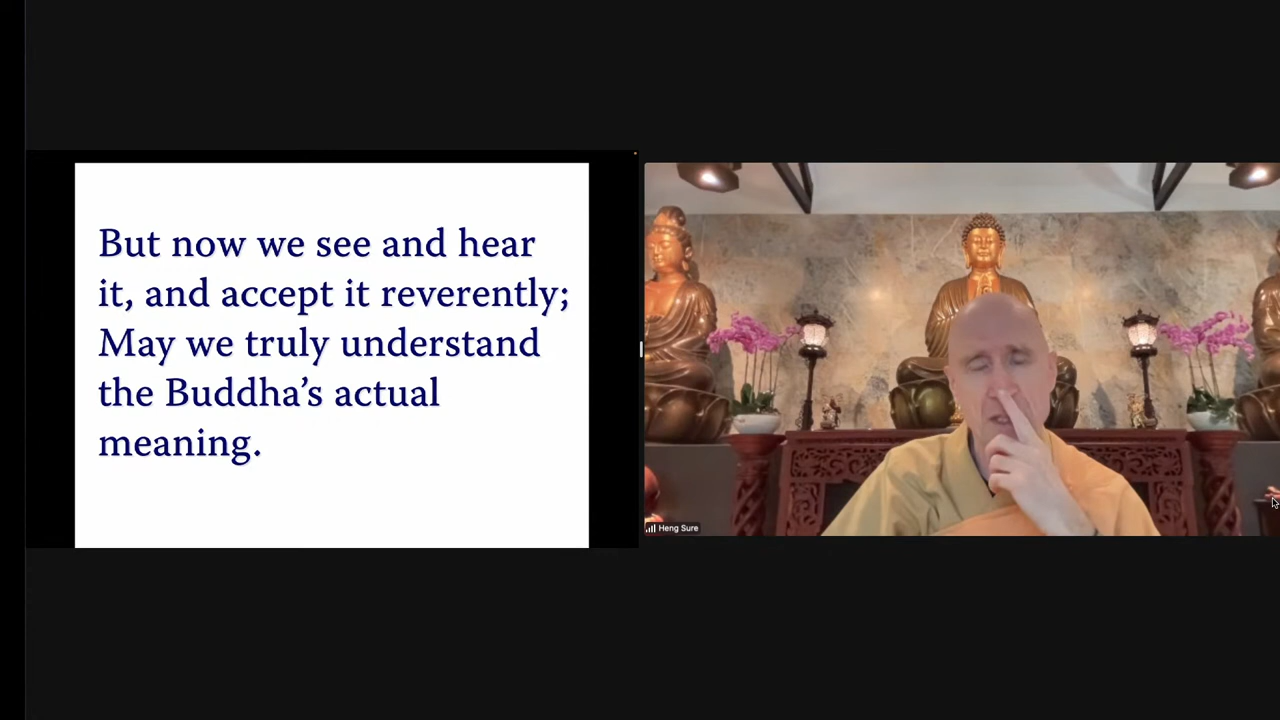 But now we see and hear
it, and accept it reverently;
May we truly understand
the Buddha’s actual
meaning.
Heng Sure